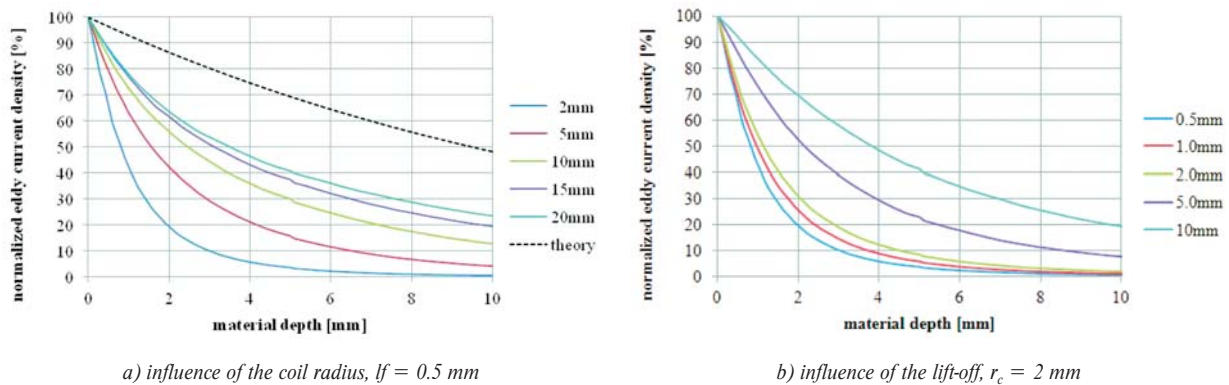 normalized eddy current density [%]
100
90
80
70
60
50
40
30
20
10
0
0 2 4 6 8 10
material depth [mm]
2mm
5mm
10mm
15mm
20mm
theory
a) influence of the coil radius, lf = 0.5 mm
normalized eddy current density [%]
100
90
80
70
60
50
40
30
20
10
0
0 2 4 6 8 10
material depth [mm]
0.5mm
1.0mm
2.0mm
5.0mm
10mm
b) influence of the lift-off, rc = 2 mm